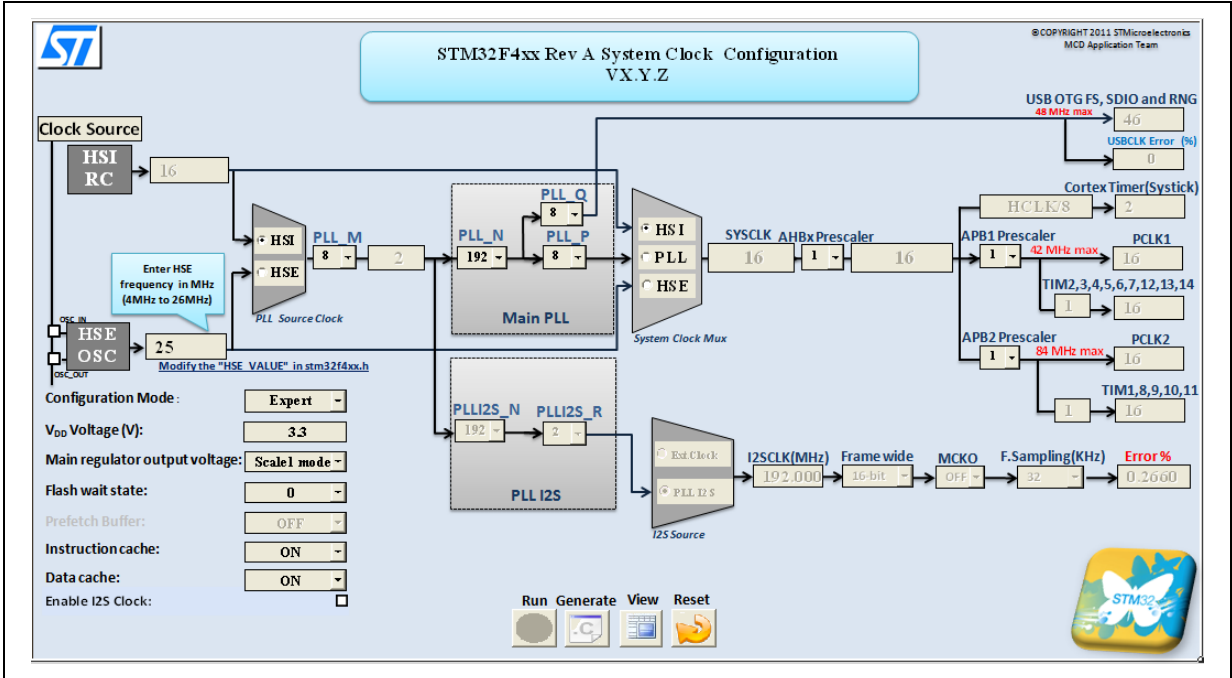 ST
STM32F4xx Rev A System Clock Configuration
VX.Y.Z
©COPYRIGHT 2011 STMicroelectronics
MCD Application Team
USB OTG FS, SDIO and RNG
48 MHz max
46
USBCLK Error (%)
0
Clock Source
HSI
RC
16
HSI
HSE
PLL Source Clock
PLL_M
8
2
PLL_N
192
PLL_Q
8
PLL_P
8
Main PLL
HSI
PLL
HSE
System Clock Mux
SYSCLK
16
AHBx Prescaler
1
16
Cortex Timer(Systick)
HCLK/8
2
APB1 Prescaler
1
42 MHz max
PCLK1
16
TIM2,3,4,5,6,7,12,13,14
1
16
APB2 Prescaler
1
84 MHz max
PCLK2
16
TIM1,8,9,10,11
1
16
Enter HSE
frequency in MHz
(4MHz to 26MHz)
OSC_IN
HSE
OSC
OSC_OUT
25
Modify the "HSE_VALUE" in stm32f4xx.h
PLLI2S_N
192
PLLI2S_R
2
PLL I2S
Ext.Clock
PLL I2S
I2S Source
I2SCLK(MHz)
192.000
Frame wide
16-bit
MCKO
OFF
F.Sampling(KHz)
32
Error %
0.2660
Configuration Mode :
Expert
VDD Voltage (V):
3.3
Main regulator output voltage:
Scale1 mode
Flash wait state:
0
Prefetch Buffer:
OFF
Instruction cache:
ON
Data cache:
ON
Enable I2S Clock:
Run Generate View Reset
.C
STM32